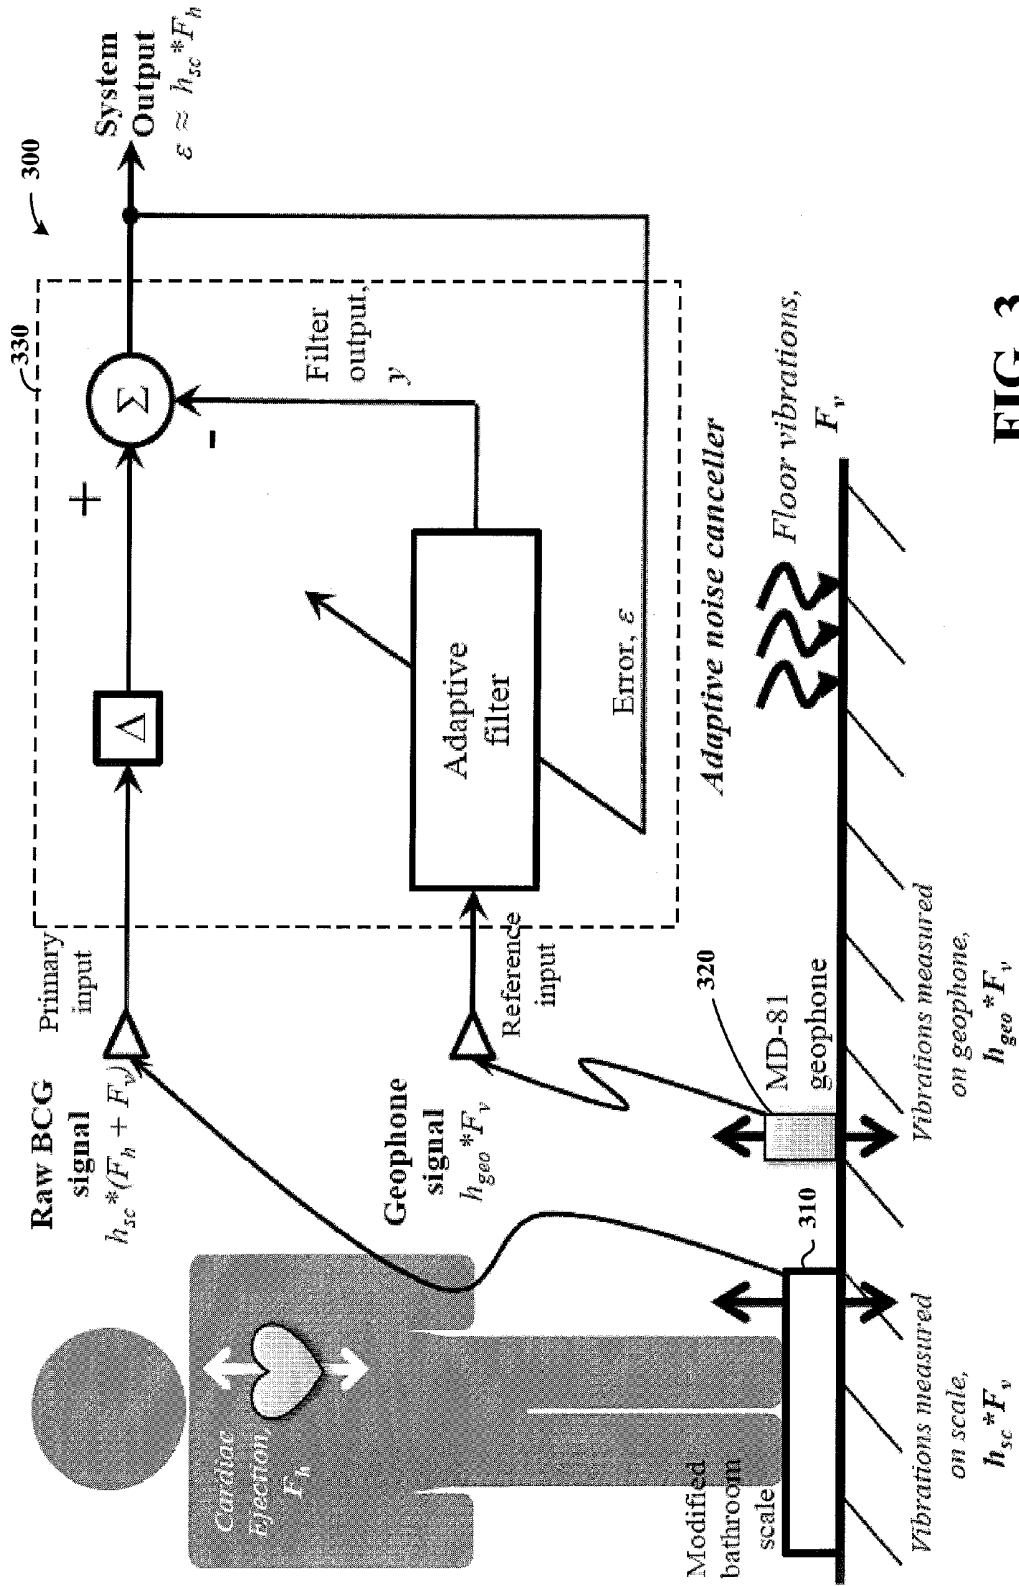 300
330
System
Output
ε ≈ h_sc*F_h
Σ
+
-
Δ
Filter
output,
y
Adaptive
filter
Error, ε
Primary
input
Reference
input
Raw BCG
signal
h_sc*(F_h + F_v)
Geophone
signal
h_geo*F_v
Adaptive noise canceller
Floor vibrations,
F_v
320
MD-81
geophone
310
Cardiac
Ejection,
F_h
Modified
bathroom
scale
Vibrations measured
on scale,
h_sc*F_v
Vibrations measured
on geophone,
h_geo*F_v
FIG. 3